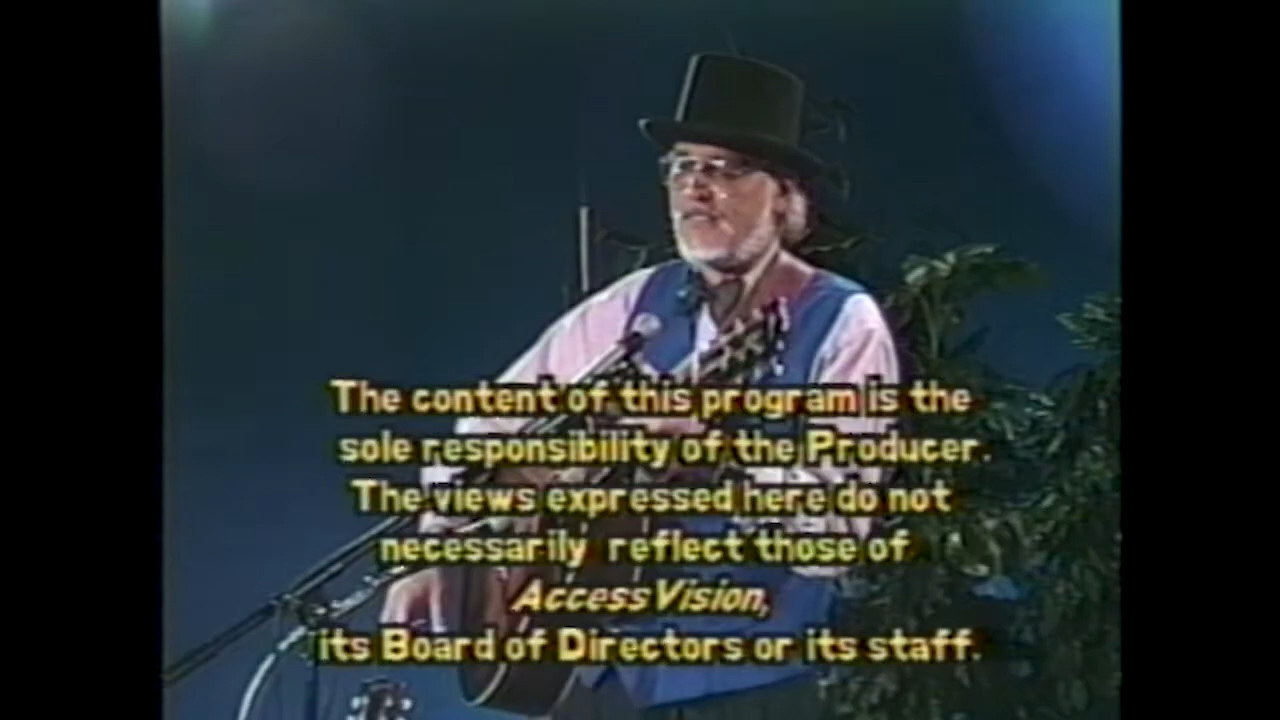 The content of this program is the
sole responsibility of the Producer.
The views expressed here do not
necessarily reflect those of
AccessVision,
its Board of Directors or its staff.